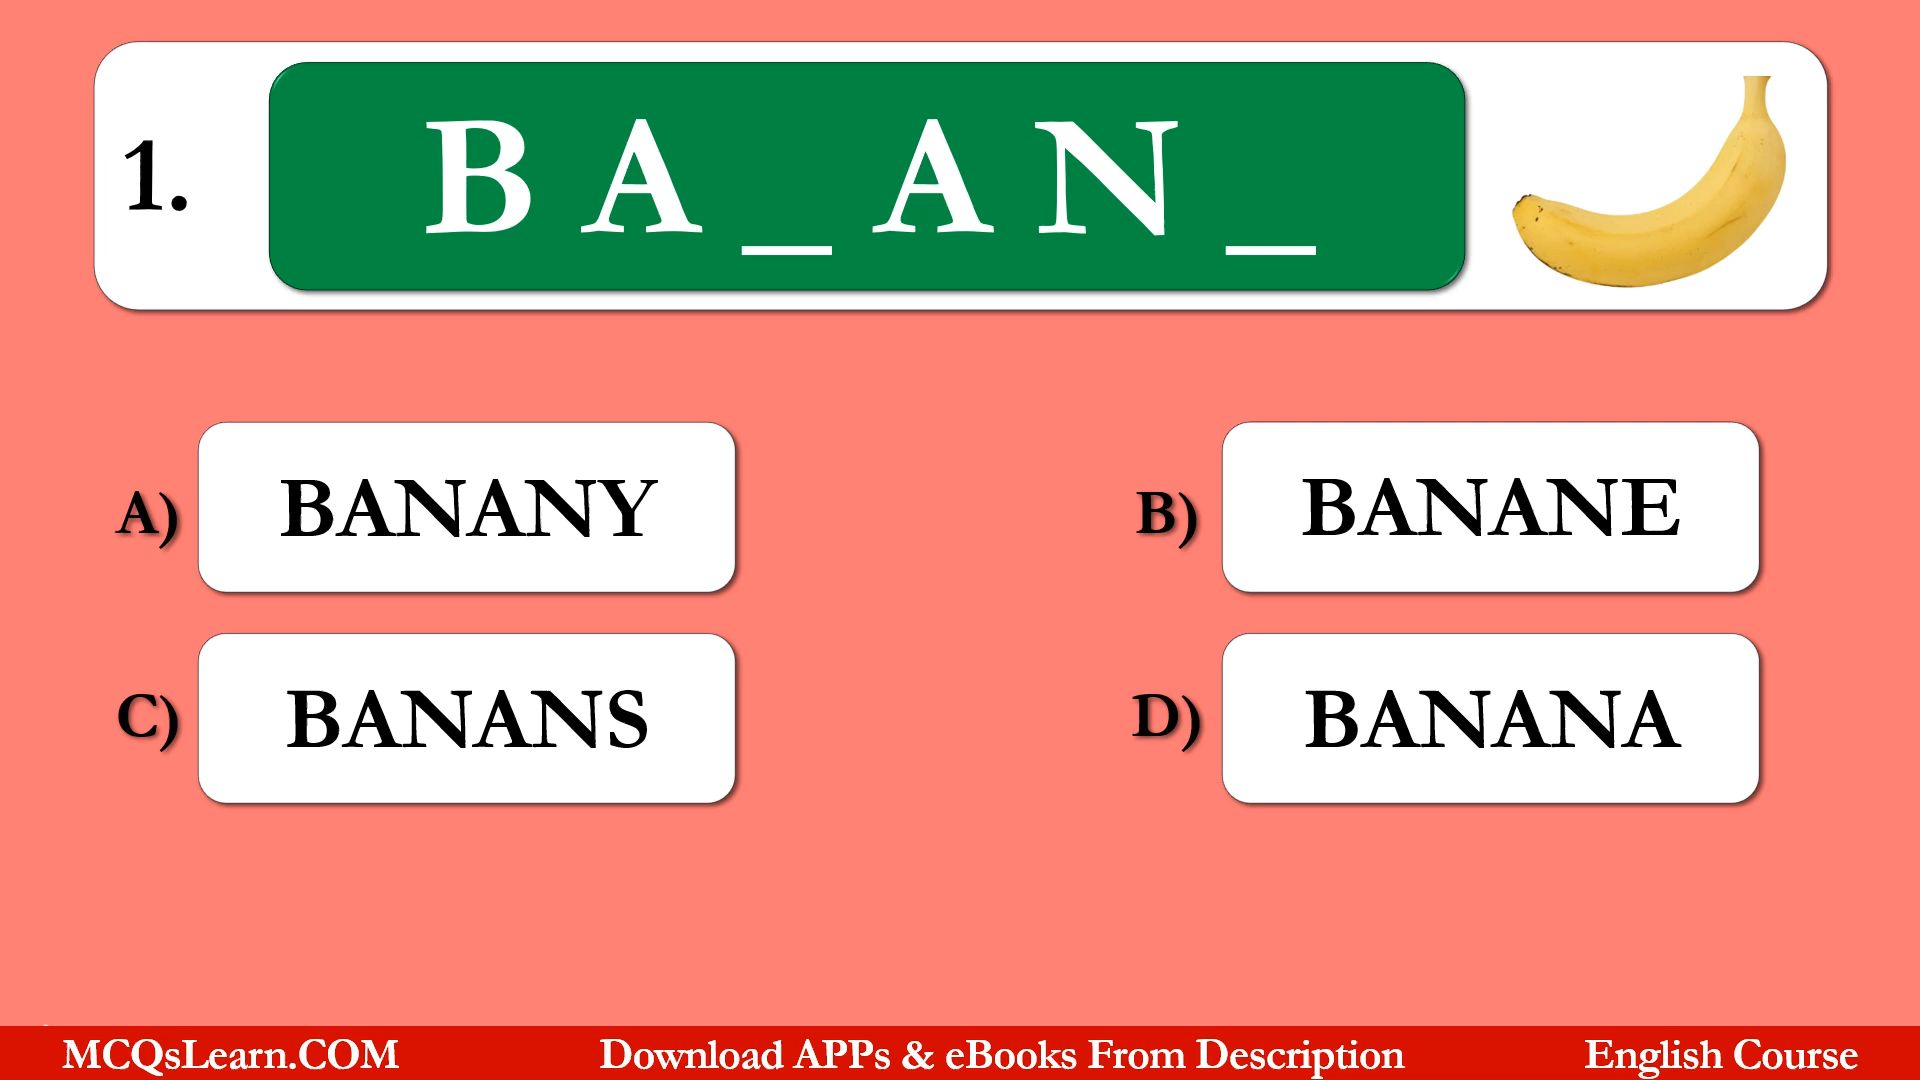 1. B A _ A N _
A) BANANY
B) BANANE
C) BANANS
D) BANANA
MCQsLearn.COM Download APPs & eBooks From Description English Course